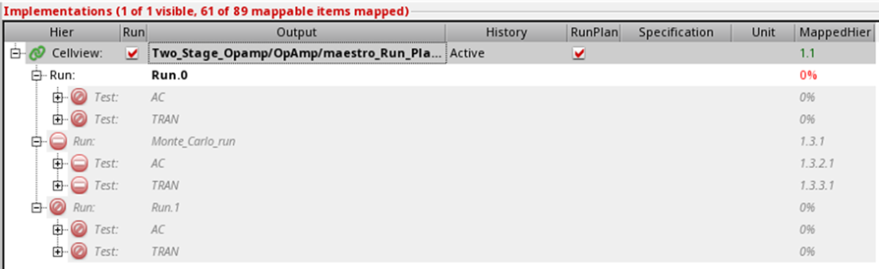 Implementations (1 of 1 visible, 61 of 89 mappable items mapped)
Hier Run Output History RunPlan Specification Unit MappedHier
Cellview: Two_Stage_Opamp/OpAmp/maestro_Run_Pla... Active 1.1
Run: Run.0 0%
Test: AC 0%
Test: TRAN 0%
Run: Monte_Carlo_run 1.3.1
Test: AC 1.3.2.1
Test: TRAN 1.3.3.1
Run: Run.1 0%
Test: AC 0%
Test: TRAN 0%